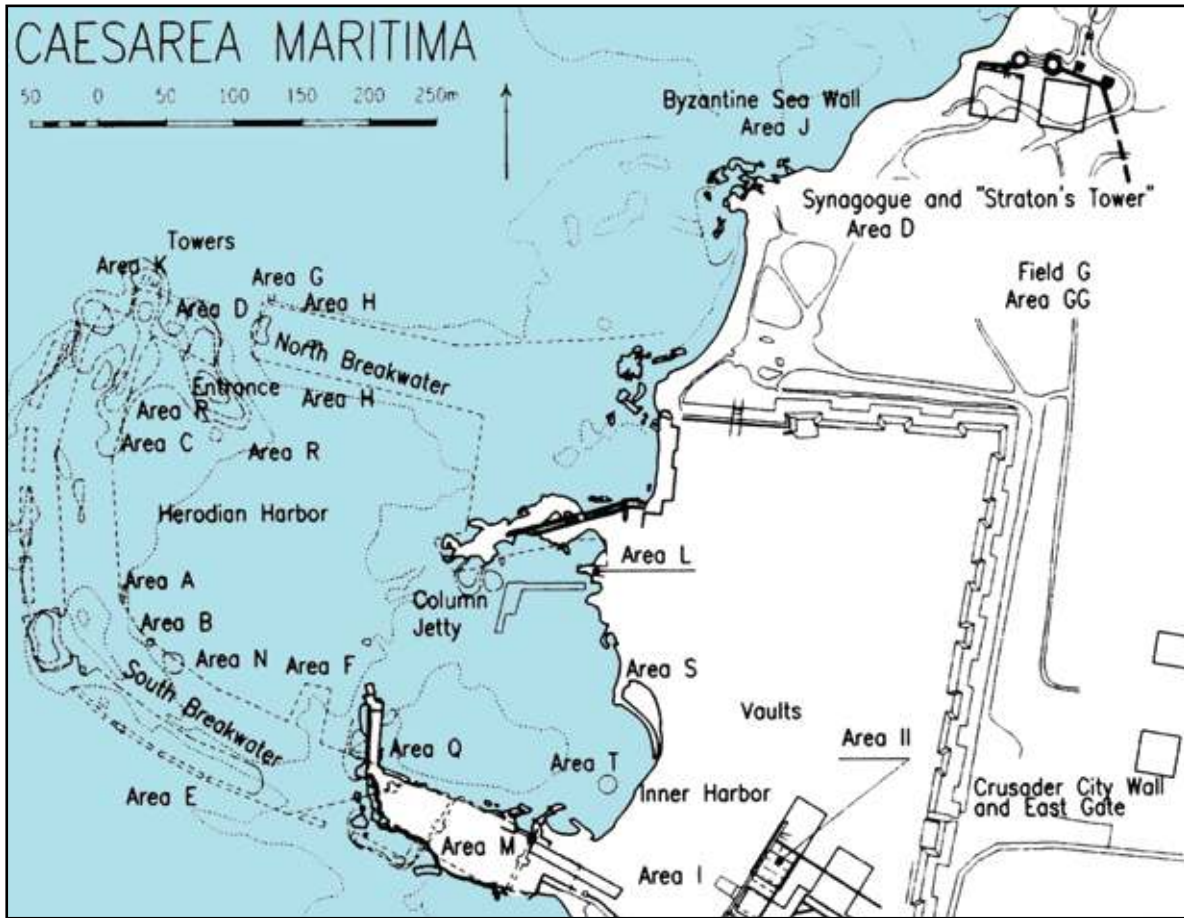 CAESAREA MARITIMA
50 0 50 120 150 200 250m
Byzantine Sea Wall
Area J
Synagogue and "Straton's Tower"
Area D
Towers
Area K
Area G
Area H
Area D
Field G
Area GG
North Breakwater
Entrance
Area H
Area R
Area C
Area R
Herodian Harbor
Area L
Area A
Column
Jetty
Area B
Area N
Area F
Area S
South Breakwater
Vaults
Area II
Area Q
Area T
Inner Harbor
Crusader City Wall
and East Gate
Area E
Area M
Area I